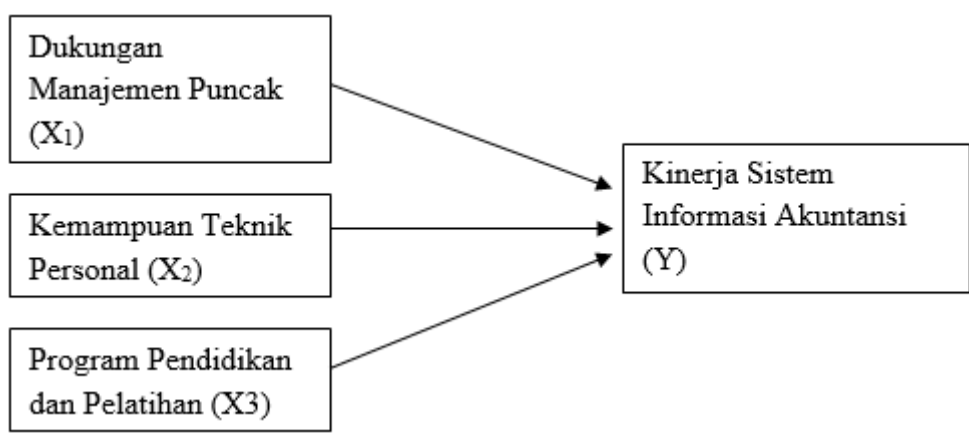 Dukungan
Manajemen Puncak
(X₁)
Kemampuan Teknik
Personal (X₂)
Program Pendidikan
dan Pelatihan (X3)
Kinerja Sistem
Informasi Akuntansi
(Y)